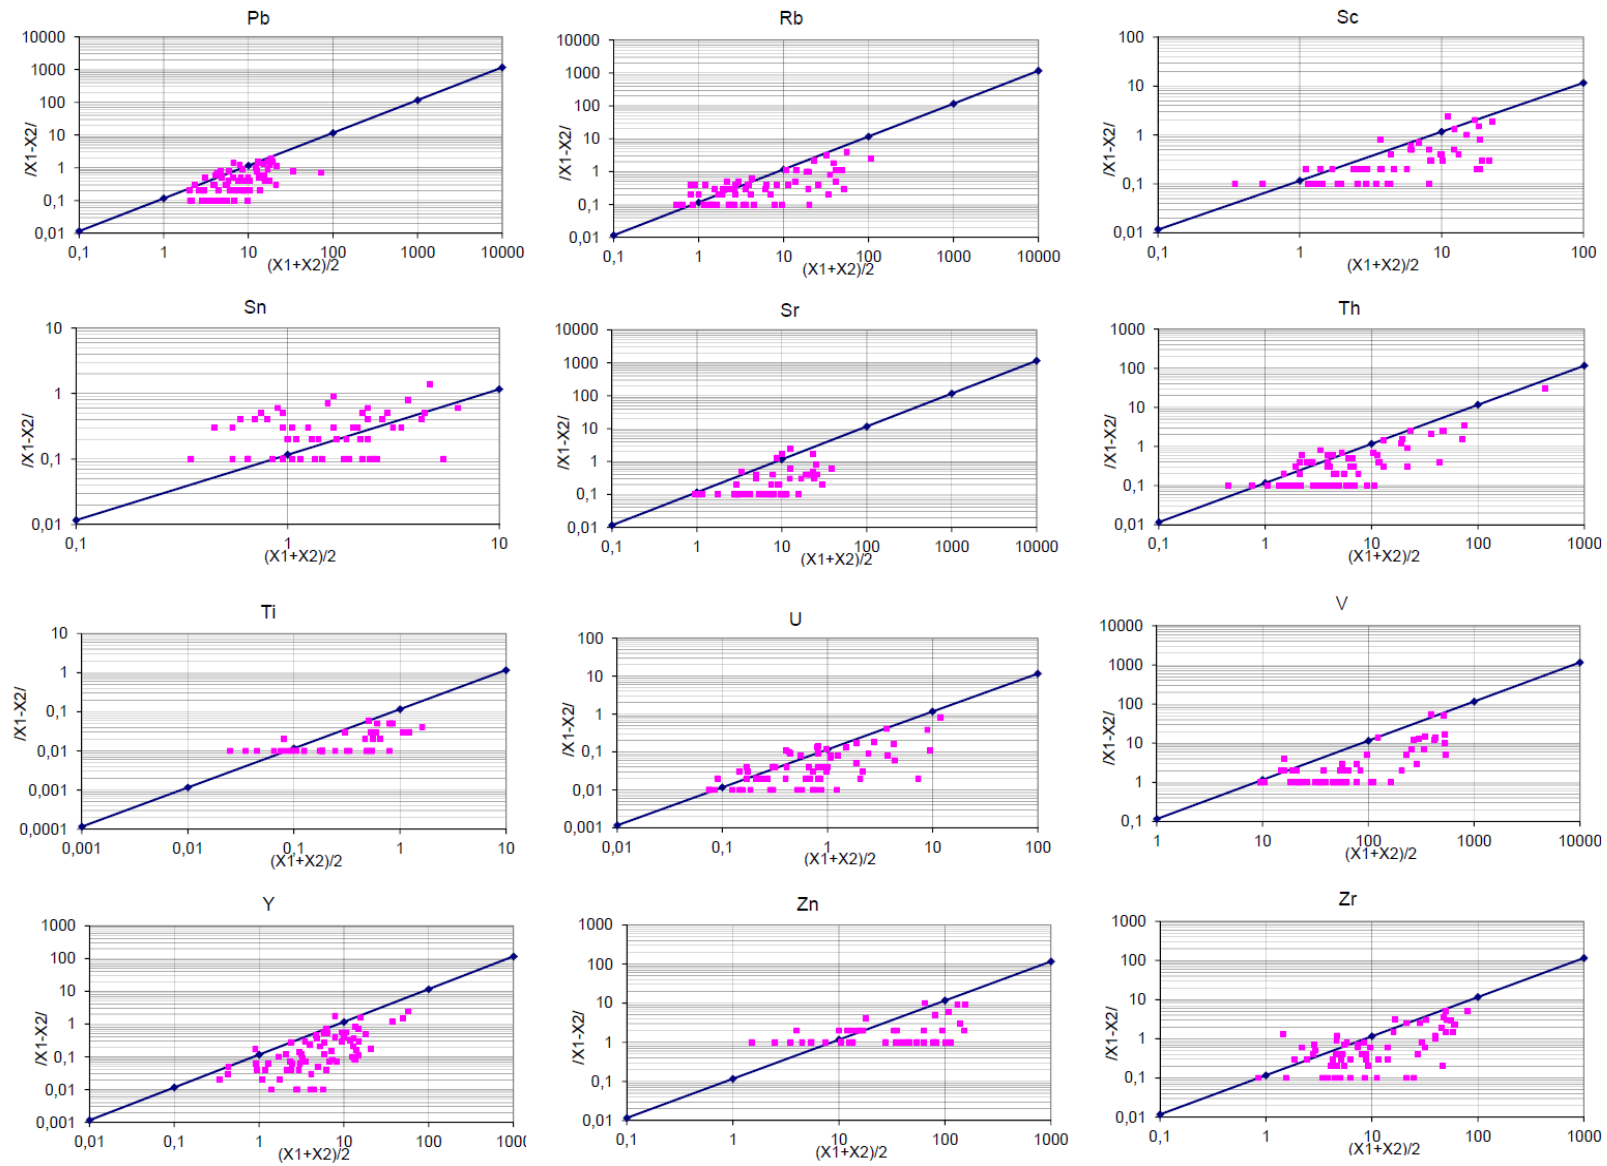 Pb
10000
1000
100
10
1
0,1
0,01
0,1 1 10 100 1000 10000
/X1-X2/
(X1+X2)/2
Rb
10000
1000
100
10
1
0,1
0,01
0,1 1 10 100 1000 10000
/X1-X2/
(X1+X2)/2
Sc
100
10
1
0,1
0,01
0,1 1 10 100
/X1-X2/
(X1+X2)/2
Sn
10
1
0,1
0,01
0,1 1 10
/X1-X2/
(X1+X2)/2
Sr
10000
1000
100
10
1
0,1
0,01
0,1 1 10 100 1000 10000
/X1-X2/
(X1+X2)/2
Th
1000
100
10
1
0,1
0,01
0,1 1 10 100 1000
/X1-X2/
(X1+X2)/2
Ti
10
1
0,1
0,01
0,001
0,0001
0,001 0,01 0,1 1 10
/X1-X2/
(X1+X2)/2
U
100
10
1
0,1
0,01
0,001
0,01 0,1 1 10 100
/X1-X2/
(X1+X2)/2
V
10000
1000
100
10
1
0,1
1 10 100 1000 10000
/X1-X2/
(X1+X2)/2
Y
1000
100
10
1
0,1
0,01
0,001
0,01 0,1 1 10 100 1000
/X1-X2/
(X1+X2)/2
Zn
1000
100
10
1
0,1
0,01
0,1 1 10 100 1000
/X1-X2/
(X1+X2)/2
Zr
1000
100
10
1
0,1
0,01
0,1 1 10 100 1000
/X1-X2/
(X1+X2)/2